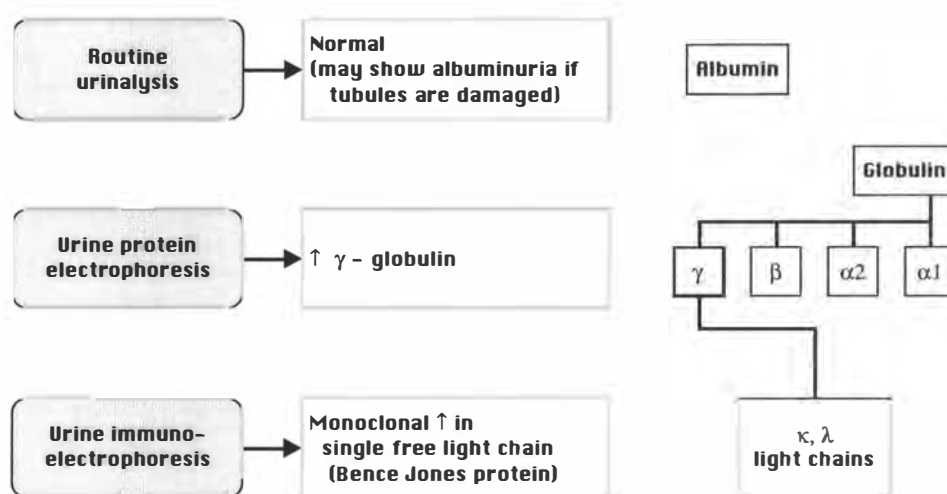 Routine
urinalysis
Normal
(may show albuminuria if
tubules are damaged)
Albumin
Globulin
Urine protein
electrophoresis
↑ γ - globulin
γ
β
α2
α1
Urine immuno-
electrophoresis
Monoclonal ↑ in
single free light chain
(Bence Jones protein)
κ, λ
light chains